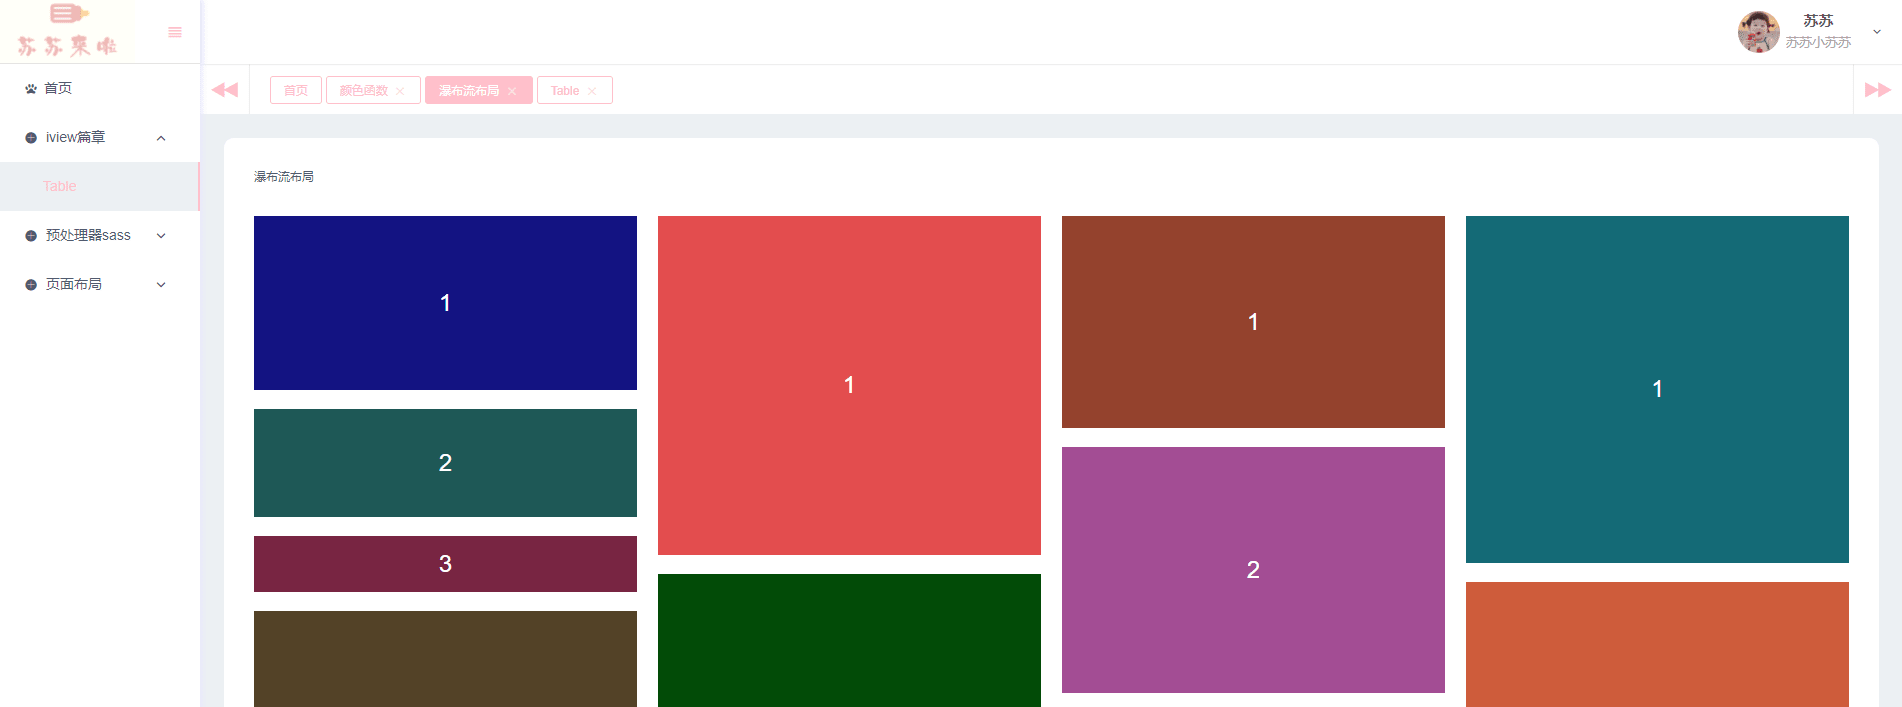 苏苏来啦
苏苏
苏苏小苏苏
首页
iview篇章
Table
预处理器sass
页面布局
首页 颜色函数 瀑布流布局 Table
瀑布流布局
1
2
3
1
1
2
1